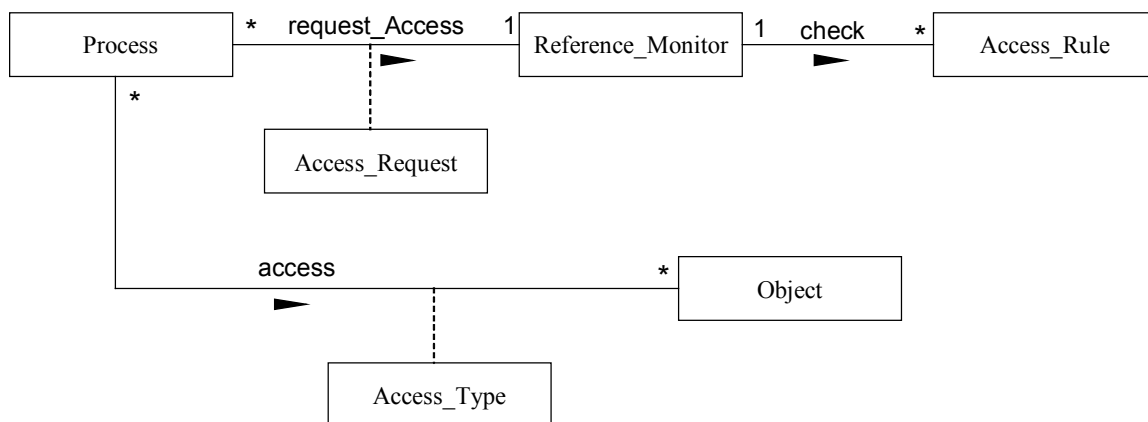 * request_Access 1 1 check *
Process Reference_Monitor Access_Rule
*
Access_Request
access *
Object
Access_Type